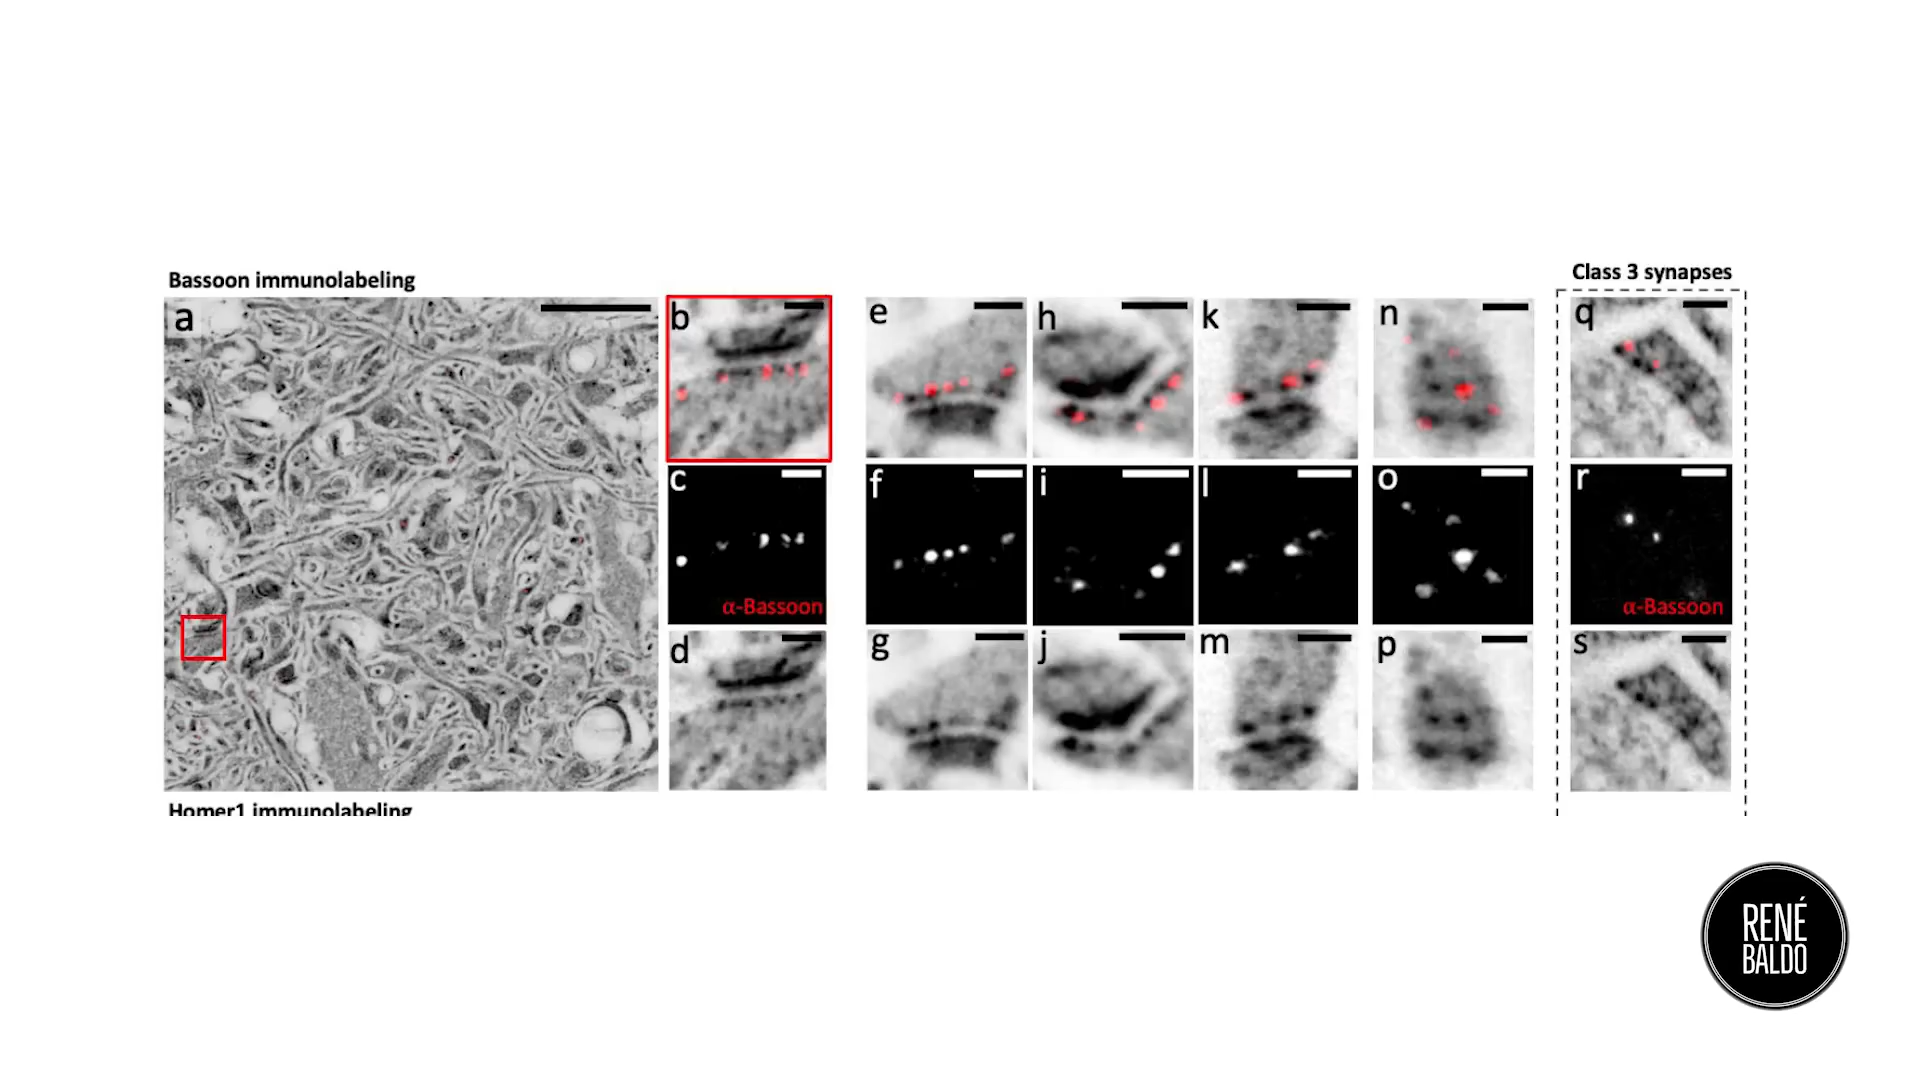 Bassoon immunolabeling
Class 3 synapses
a
b
e
h
k
n
q
c
f
i
l
o
r
α-Bassoon
α-Bassoon
d
g
j
m
p
s
Homer1 immunolabeling
RENÉ
BALDO